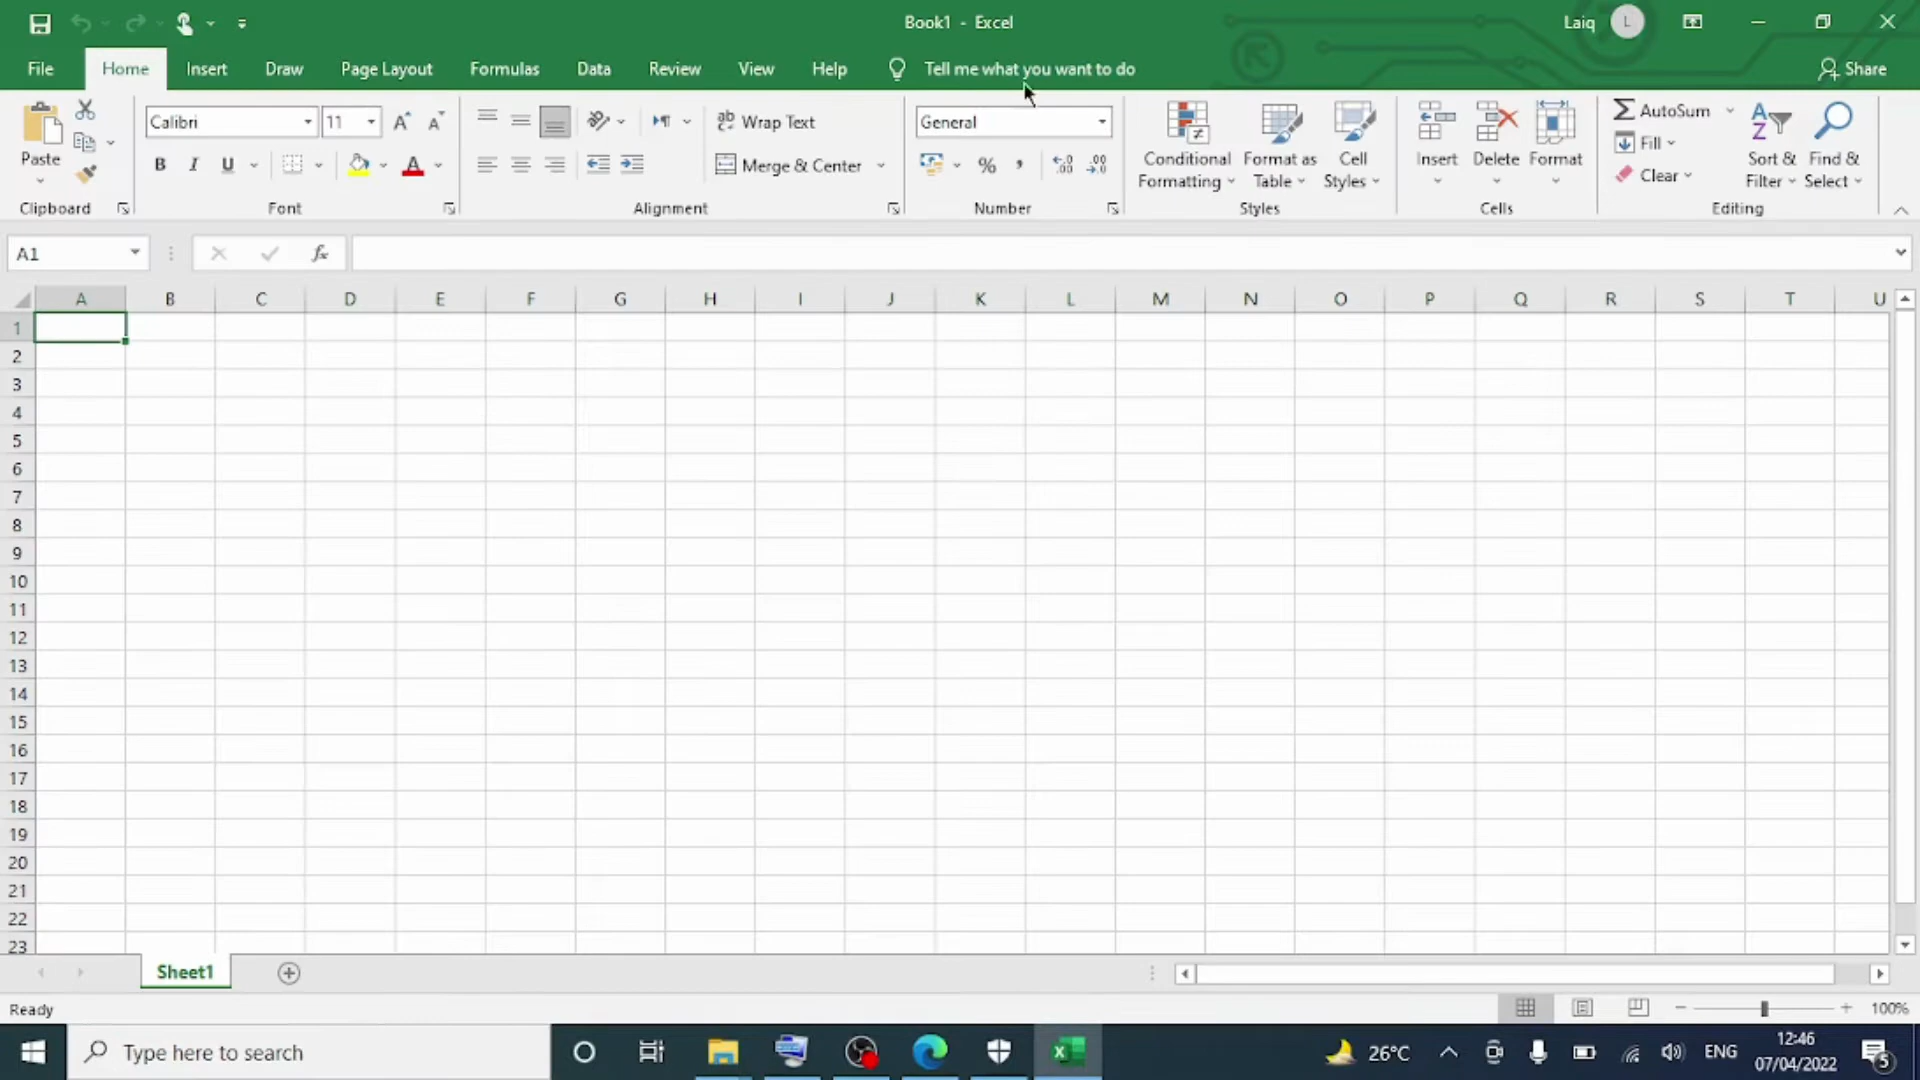 Book1 - Excel
Laiq L
File Home Insert Draw Page Layout Formulas Data Review View Help Tell me what you want to do Share
Paste
Calibri 11
B I U A
Wrap Text
Merge & Center
General
% ,
Conditional Formatting
Format as Table
Cell Styles
Insert Delete Format
AutoSum
Fill
Clear
Sort & Filter
Find & Select
Clipboard Font Alignment Number Styles Cells Editing
A1 fx
A B C D E F G H I J K L M N O P Q R S T U
1
2
3
4
5
6
7
8
9
10
11
12
13
14
15
16
17
18
19
20
21
22
23
Sheet1
Ready 100%
Type here to search 26°C ENG 12:46
07/04/2022 5